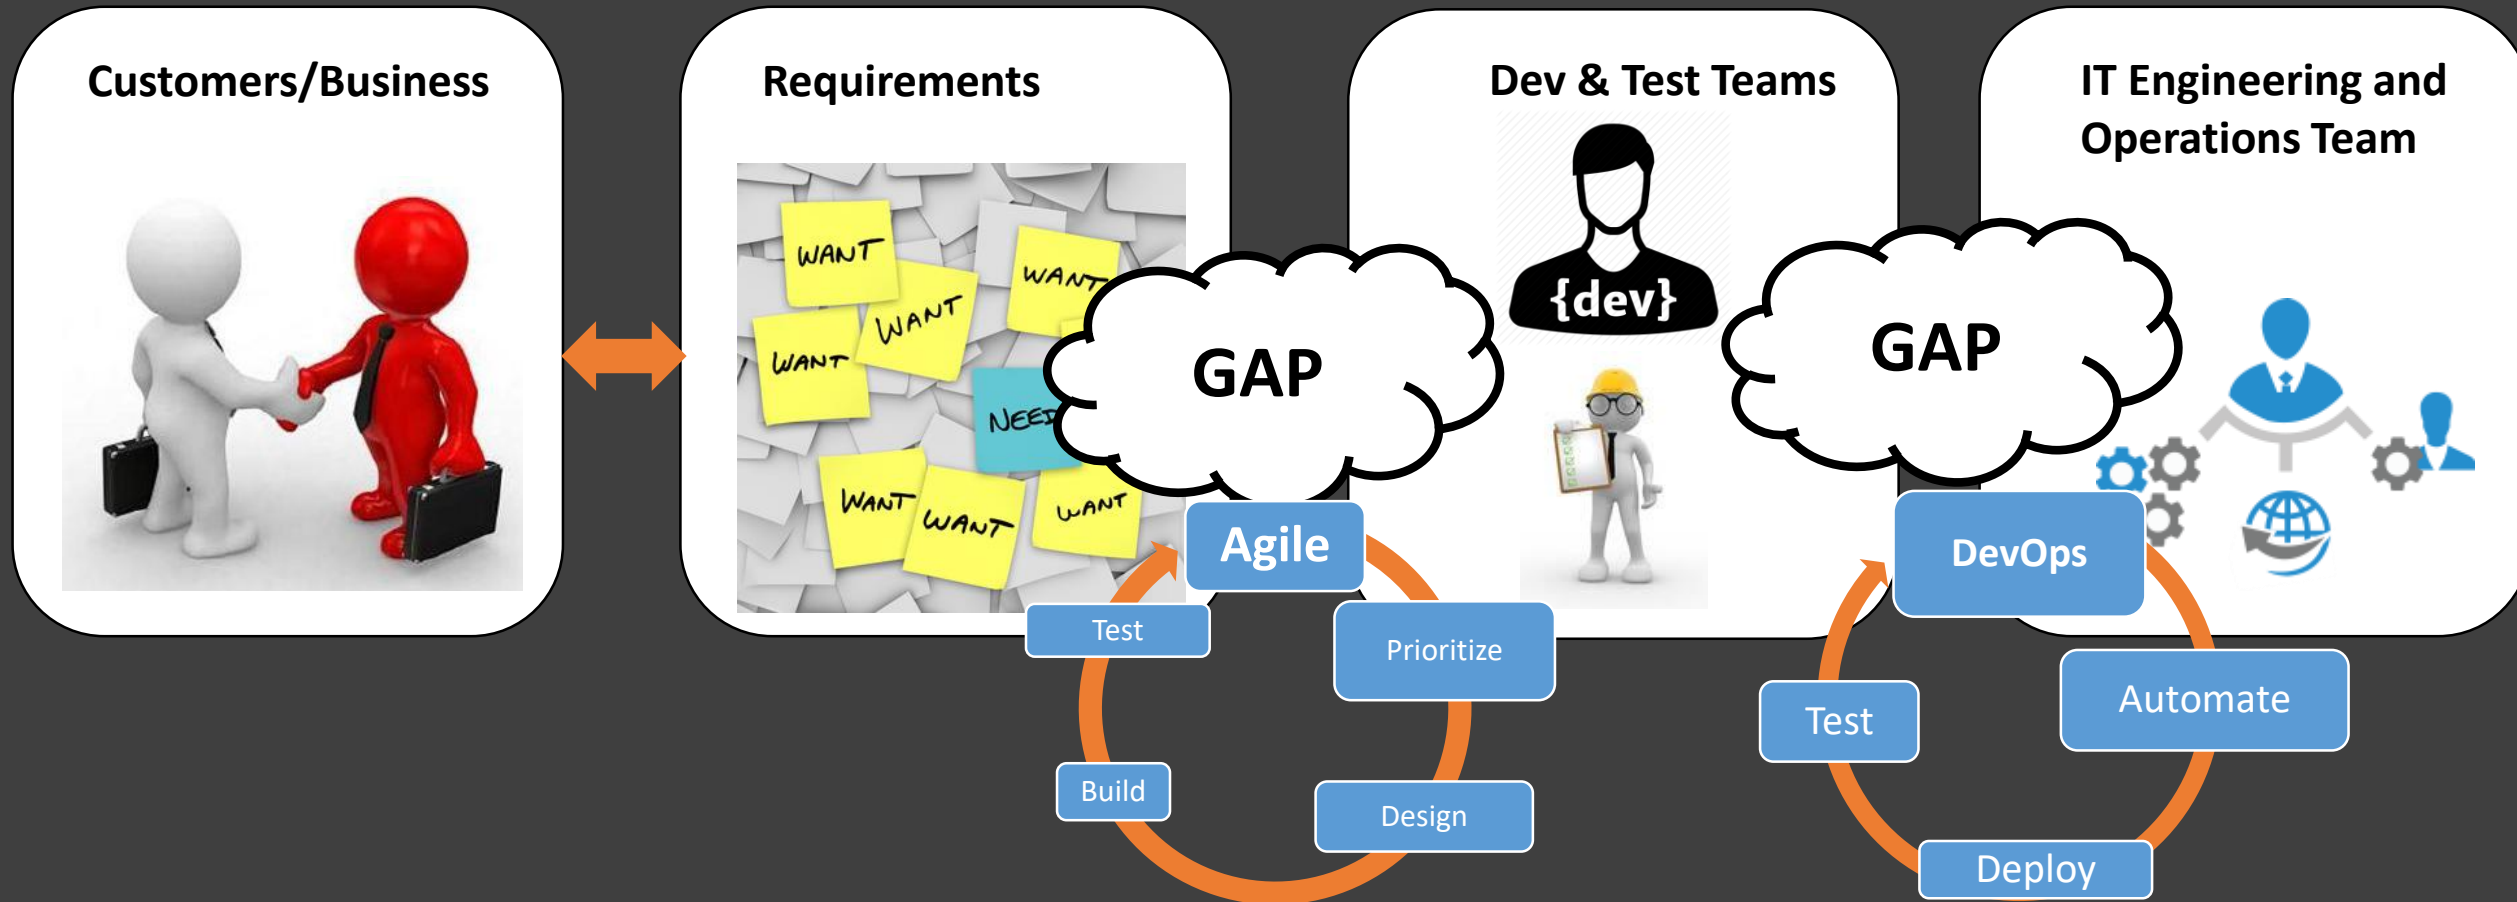 Customers/Business
Requirements
Dev & Test Teams
IT Engineering and
Operations Team
WANT
WANT
WANT
WANT
NEED
WANT
WANT
WANT
{dev}
GAP
GAP
Agile
Prioritize
Design
Build
Test
DevOps
Automate
Deploy
Test